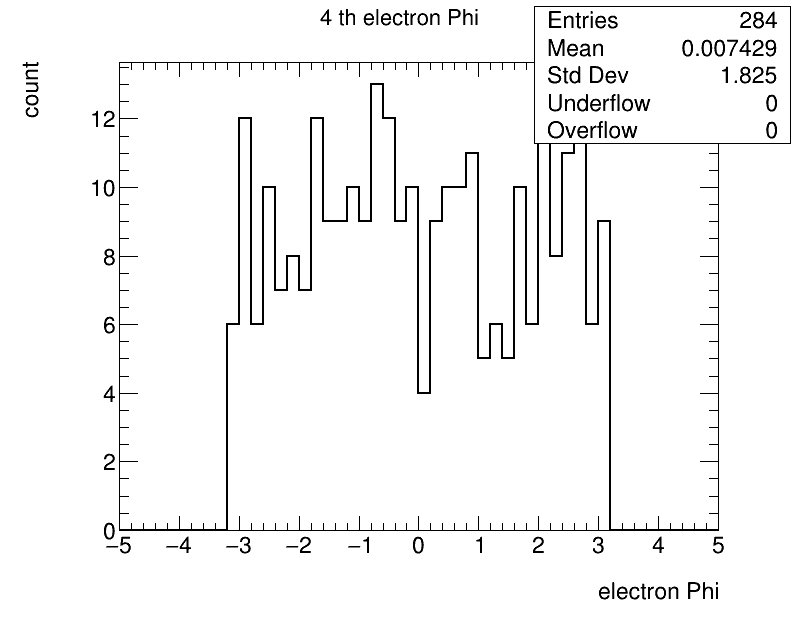 4 th electron Phi
Entries 284
Mean 0.007429
Std Dev 1.825
Underflow 0
Overflow 0
count
12
10
8
6
4
2
0
−5 −4 −3 −2 −1 0 1 2 3 4 5
electron Phi